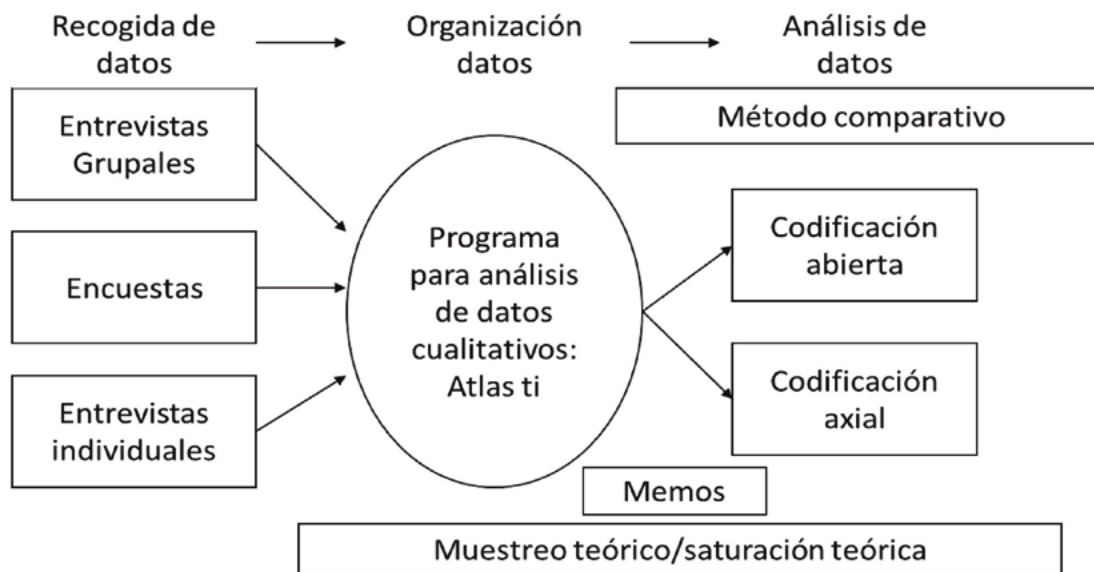 Recogida de
datos
Organización
datos
Análisis de
datos
Entrevistas
Grupales
Encuestas
Entrevistas
individuales
Programa
para análisis
de datos
cualitativos:
Atlas ti
Método comparativo
Codificación
abierta
Codificación
axial
Memos
Muestreo teórico/saturación teórica